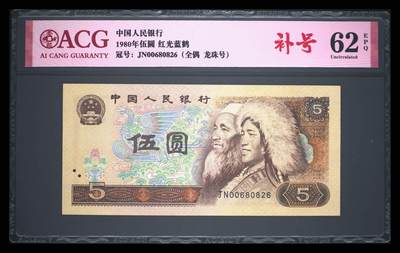 ACG
AI CANG GUARANTY
中国人民银行
1980年伍圆 红光蓝鹤
冠号：JN00680826（全偶 龙珠号）
补号
62
EPQ
Uncirculated
中国人民银行
5
伍圆
5
JN00680826
5